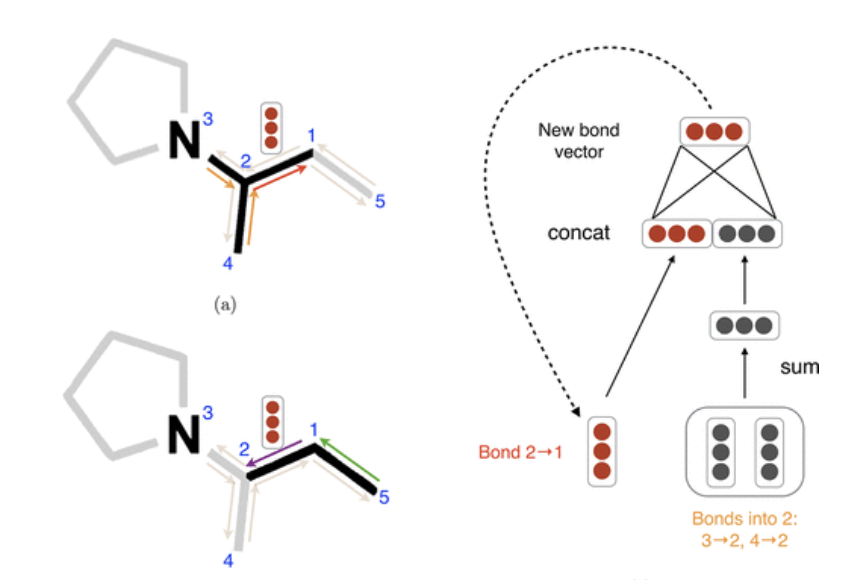 N
3
2
1
5
4
(a)
N
3
2
1
5
4
New bond
vector
concat
sum
Bond 2→1
Bonds into 2:
3→2, 4→2